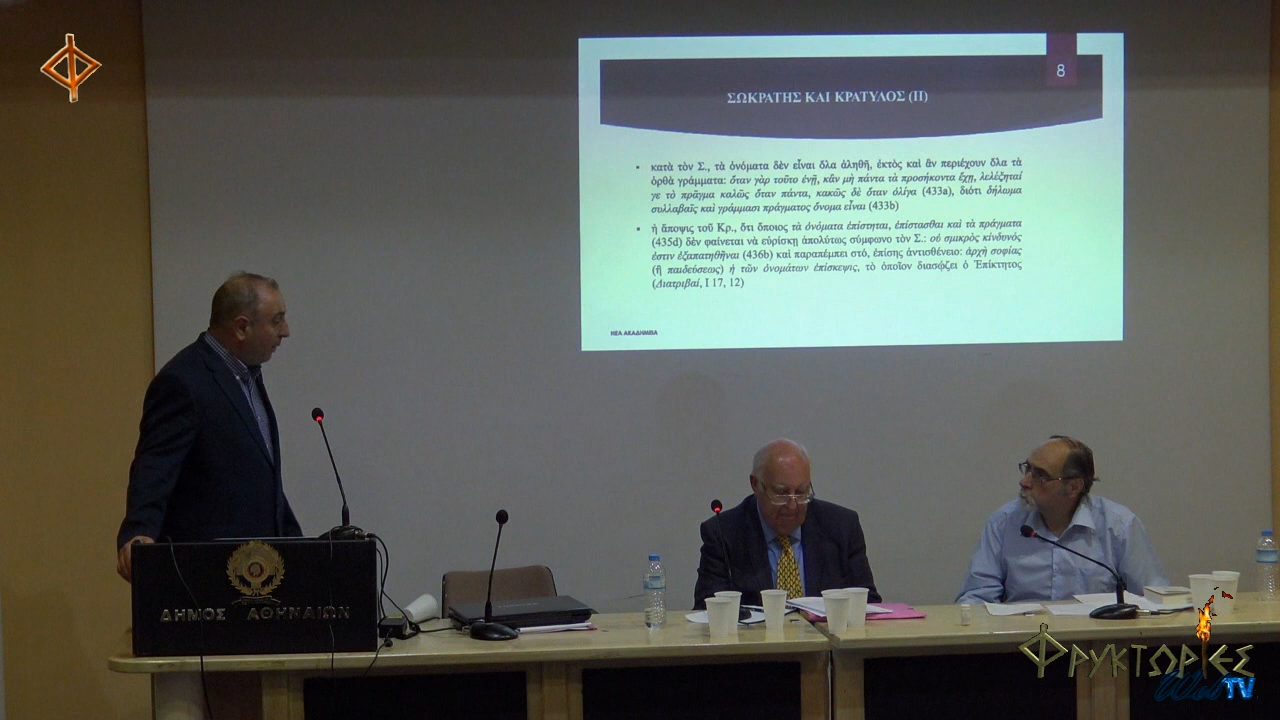 8
ΣΩΚΡΑΤΗΣ ΚΑΙ ΚΡΑΤΥΛΟΣ (ΙΙ)
• κατὰ τὸν Σ., τὰ ὀνόματα δὲν εἶναι ὅλα ἀληθῆ, ἐκτὸς καὶ ἂν περιέχουν ὅλα τὰ
ὀρθὰ γράμματα: ὅταν γὰρ τοῦτο ἐνῇ, κἂν μὴ πάντα τὰ προσήκοντα ἔχῃ, λελέξηταί
γε τὸ πρᾶγμα καλῶς ὅταν πάντα, κακῶς δὲ ὅταν ὀλίγα (433a), διότι δήλωμα
συλλαβαῖς καὶ γράμμασι πράγματος ὄνομα εἶναι (433b)
• ἡ ἄποψις τοῦ Κρ., ὅτι ὅποιος τὰ ὀνόματα ἐπίστηται, ἐπίστασθαι καὶ τὰ πράγματα
(435d) δὲν φαίνεται νὰ εὑρίσκῃ ἀπολύτως σύμφωνο τὸν Σ.: οὐ σμικρὸς κίνδυνός
ἐστιν ἐξαπατηθῆναι (436b) καὶ παραπέμπει στό, ἐπίσης ἀντισθένειο: ἀρχὴ σοφίας
(ἢ παιδεύσεως) ἡ τῶν ὀνομάτων ἐπίσκεψις, τὸ ὁποῖον διασῴζει ὁ Ἐπίκτητος
(Διατριβαί, Ι 17, 12)
ΝΕΑ ΑΚΑΔΗΜΕΙΑ
ΔΗΜΟΣ ΑΘΗΝΑΙΩΝ
ΦΡΥΚΤΩΡΙΕΣ
Web TV